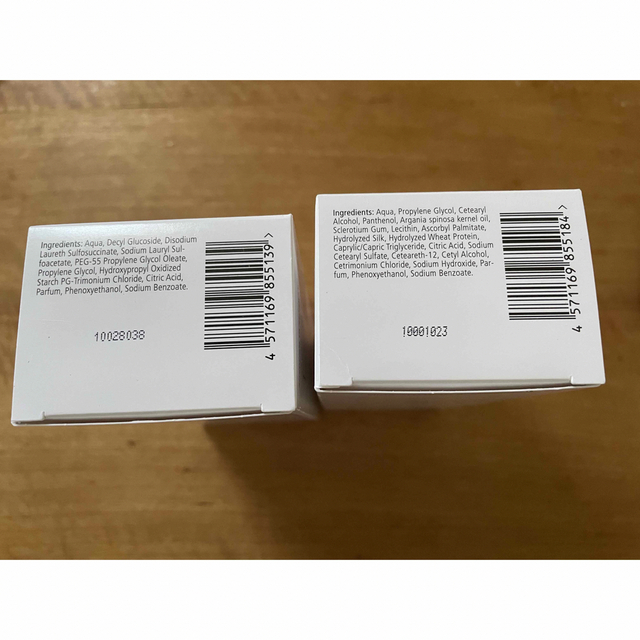 Ingredients: Aqua, Decyl Glucoside, Disodium
Laureth Sulfosuccinate, Sodium Lauryl Sul-
foacetate, PEG-55 Propylene Glycol Oleate,
Propylene Glycol, Hydroxypropyl Oxidized
Starch PG-Trimonium Chloride, Citric Acid,
Parfum, Phenoxyethanol, Sodium Benzoate.
10028038
4 571169 855139 >
Ingredients: Aqua, Propylene Glycol, Cetearyl
Alcohol, Panthenol, Argania spinosa kernel oil,
Sclerotium Gum, Lecithin, Ascorbyl Palmitate,
Hydrolyzed Silk, Hydrolyzed Wheat Protein,
Caprylic/Capric Triglyceride, Citric Acid, Sodium
Cetearyl Sulfate, Ceteareth-12, Cetyl Alcohol,
Cetrimonium Chloride, Sodium Hydroxide, Par-
fum, Phenoxyethanol, Sodium Benzoate.
10001023
4 571169 855184 >